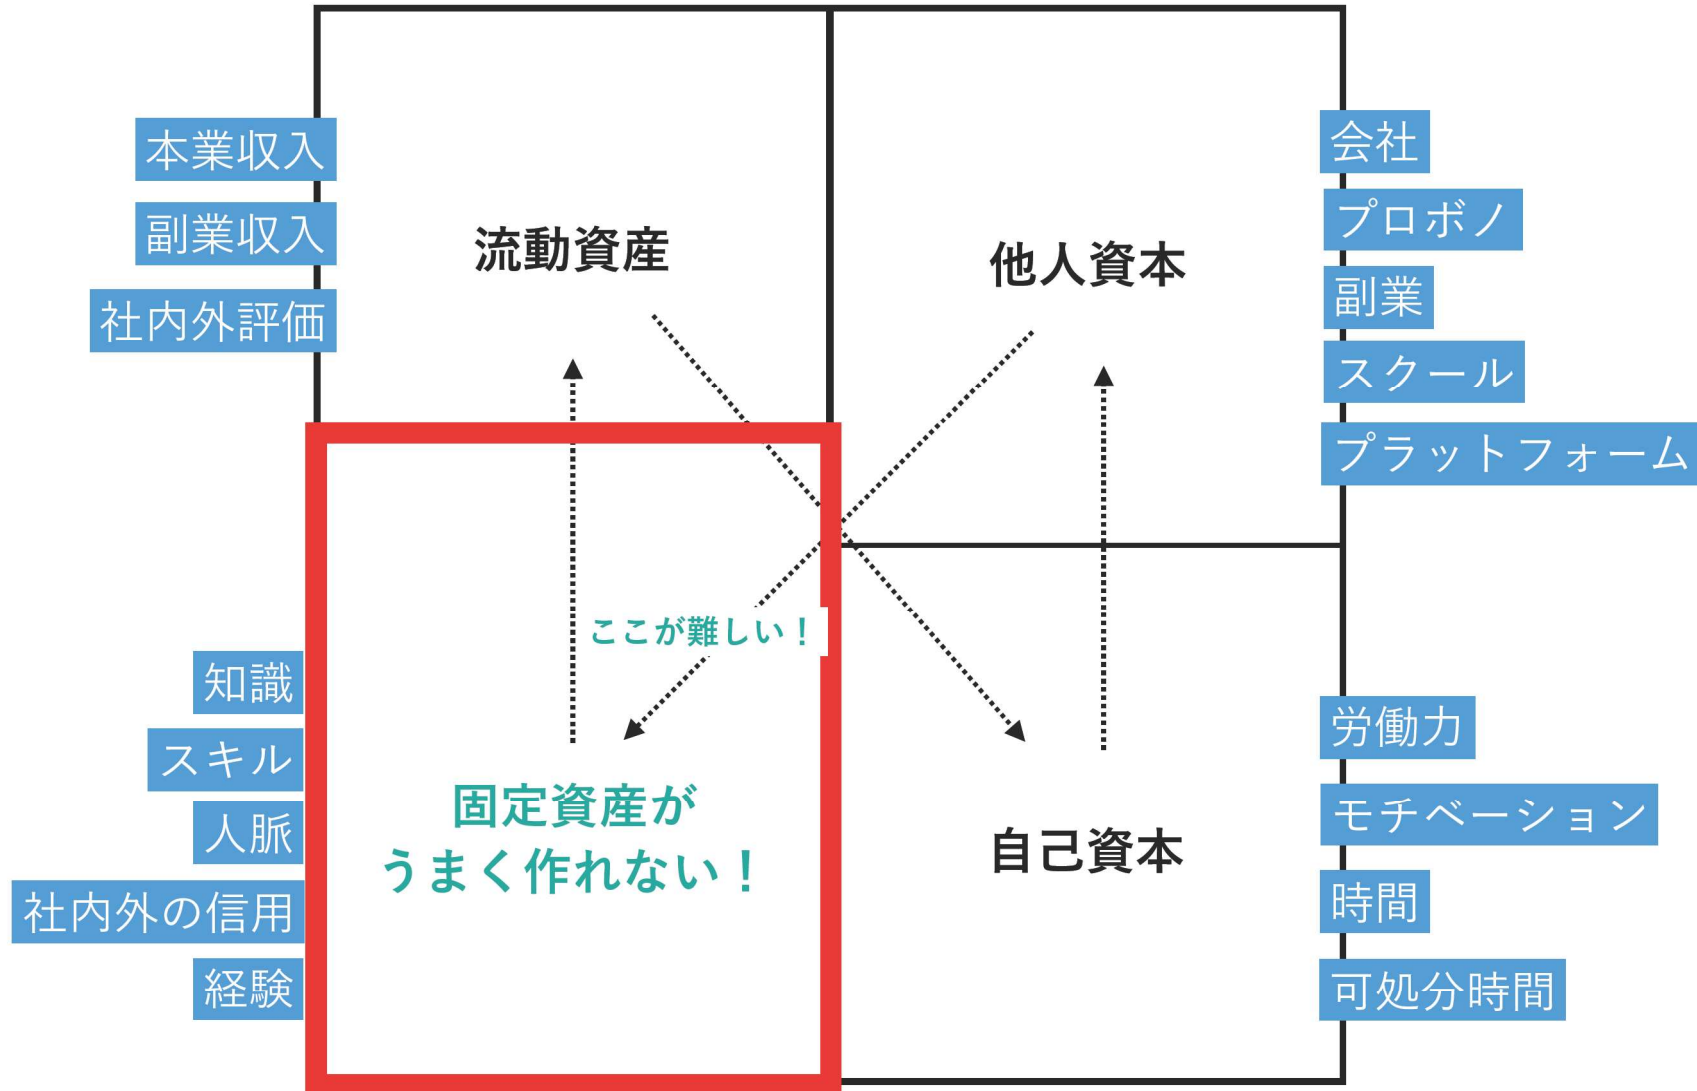 本業収入
副業収入
社内外評価
流動資産
他人資本
会社
プロボノ
副業
スクール
プラットフォーム
ここが難しい！
知識
スキル
人脈
社内外の信用
経験
固定資産が
うまく作れない！
自己資本
労働力
モチベーション
時間
可処分時間